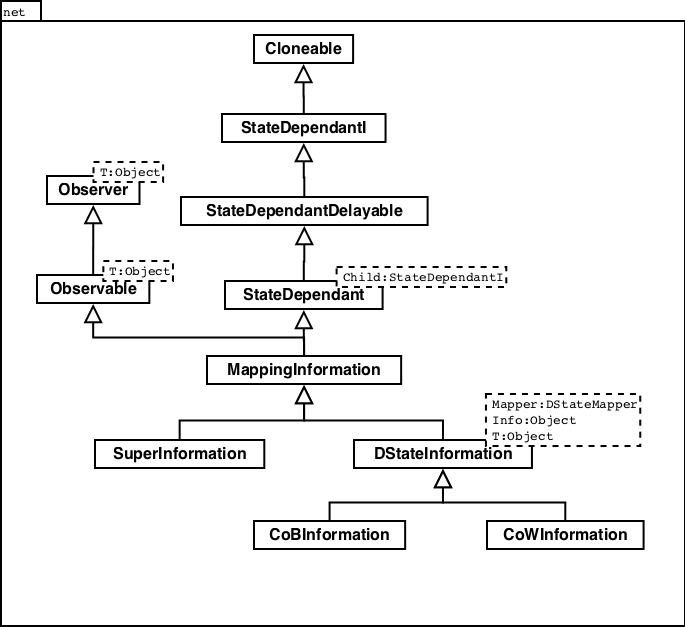 net
Cloneable
StateDependantI
T:Object
Observer
StateDependantDelayable
T:Object
Observable
Child:StateDependantI
StateDependant
MappingInformation
Mapper:DStateMapper
Info:Object
T:Object
SuperInformation
DStateInformation
CoBInformation
CoWInformation